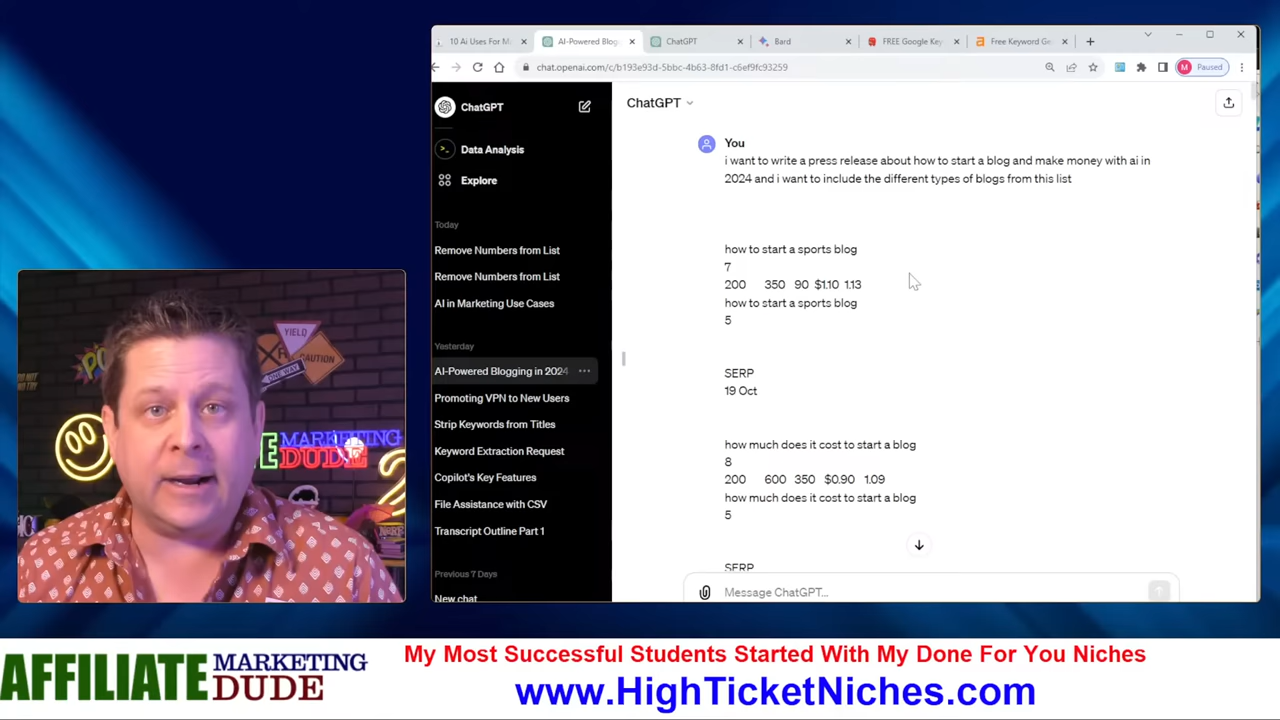 10 Ai Uses For M
AI-Powered Blog
ChatGPT
Bard
FREE Google Key
Free Keyword Ge
chat.openai.com/c/b193e93d-5bbc-4b63-8fd1-c6ef9fc93259
M
Paused
ChatGPT
Data Analysis
Explore
Today
Remove Numbers from List
Remove Numbers from List
AI in Marketing Use Cases
Yesterday
AI-Powered Blogging in 2024
Promoting VPN to New Users
Strip Keywords from Titles
Keyword Extraction Request
Copilot's Key Features
File Assistance with CSV
Transcript Outline Part 1
Previous 7 Days
New chat
ChatGPT
You
i want to write a press release about how to start a blog and make money with ai in
2024 and i want to include the different types of blogs from this list
how to start a sports blog
7
200 350 90 $1.10 1.13
how to start a sports blog
5
SERP
19 Oct
how much does it cost to start a blog
8
200 600 350 $0.90 1.09
how much does it cost to start a blog
5
SERP
Message ChatGPT...
YIELD
CAUTION
ONE WAY
MARKETING
DUDE
AFFILIATE MARKETING
DUDE
My Most Successful Students Started With My Done For You Niches
www.HighTicketNiches.com